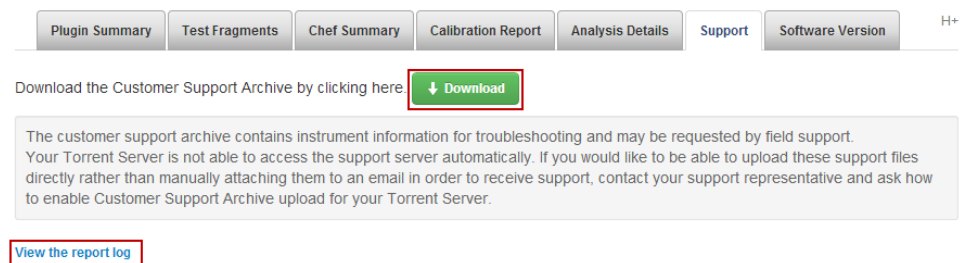 Plugin Summary Test Fragments Chef Summary Calibration Report Analysis Details Support Software Version H+
Download the Customer Support Archive by clicking here. Download
The customer support archive contains instrument information for troubleshooting and may be requested by field support.
Your Torrent Server is not able to access the support server automatically. If you would like to be able to upload these support files
directly rather than manually attaching them to an email in order to receive support, contact your support representative and ask how
to enable Customer Support Archive upload for your Torrent Server.
View the report log